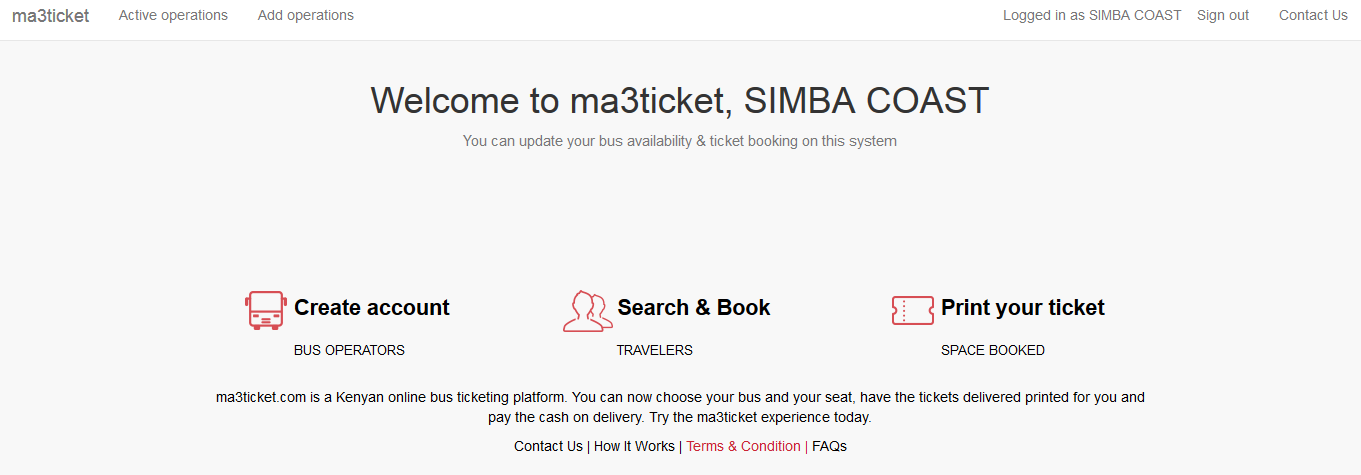 ma3ticket Active operations Add operations Logged in as SIMBA COAST Sign out Contact Us
Welcome to ma3ticket, SIMBA COAST
You can update your bus availability & ticket booking on this system
Create account Search & Book Print your ticket
BUS OPERATORS TRAVELERS SPACE BOOKED
ma3ticket.com is a Kenyan online bus ticketing platform. You can now choose your bus and your seat, have the tickets delivered printed for you and
pay the cash on delivery. Try the ma3ticket experience today.
Contact Us | How It Works | Terms & Condition | FAQs